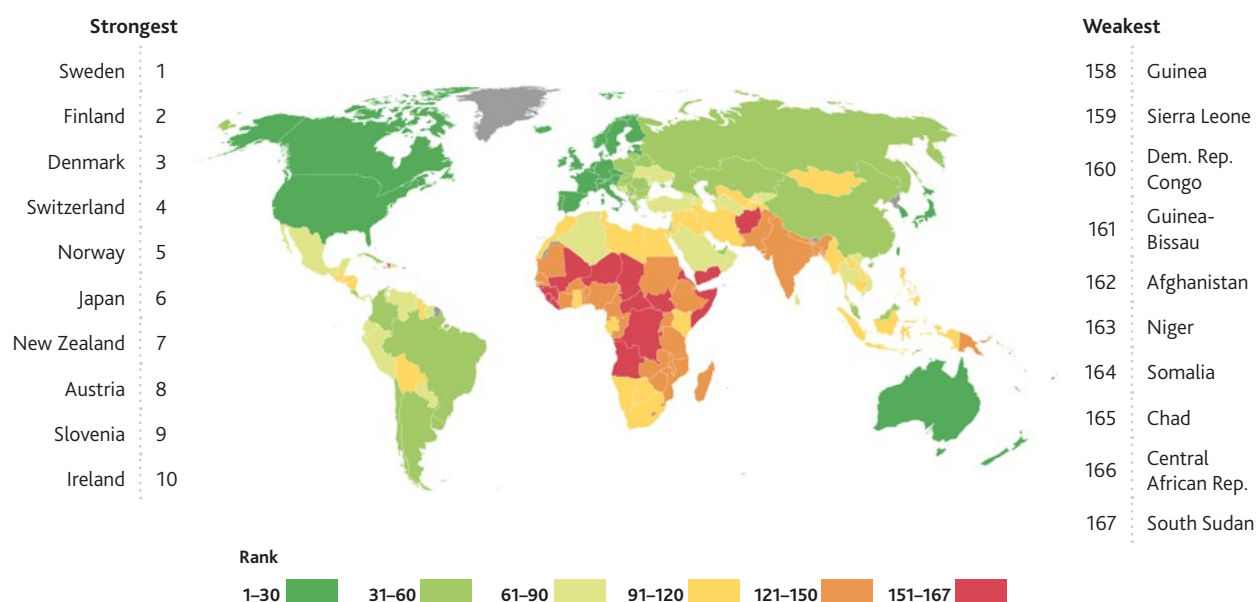 Strongest
Sweden 1
Finland 2
Denmark 3
Switzerland 4
Norway 5
Japan 6
New Zealand 7
Austria 8
Slovenia 9
Ireland 10
Weakest
158 Guinea
159 Sierra Leone
160 Dem. Rep.
Congo
161 Guinea-
Bissau
162 Afghanistan
163 Niger
164 Somalia
165 Chad
166 Central
African Rep.
167 South Sudan
Rank
1–30 31–60 61–90 91–120 121–150 151–167